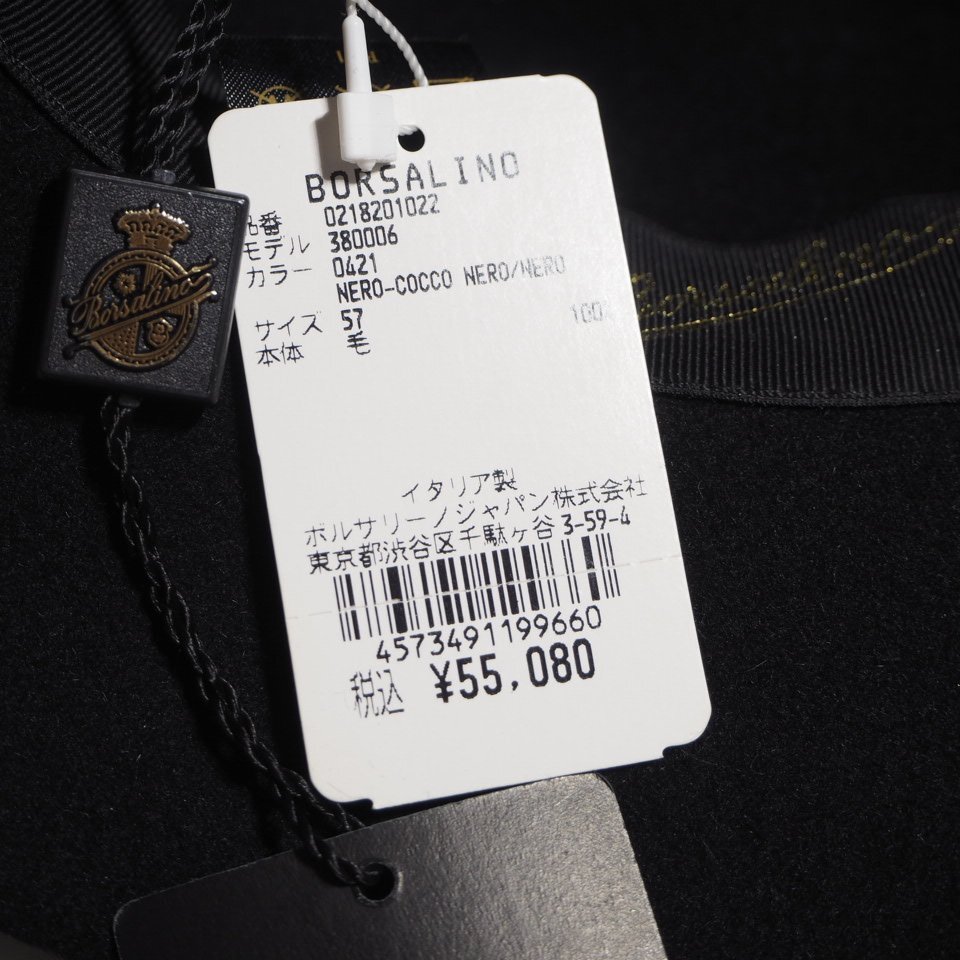 BORSALINO
品番 0218201022
モデル 380006
カラー 0421
NERO-COCCO NERO/NERO
サイズ 57
本体 毛 100%
イタリア製
ボルサリーノジャパン株式会社
東京都渋谷区千駄ヶ谷 3-59-4
4573491199660
税込 ¥55,080
Borsalino